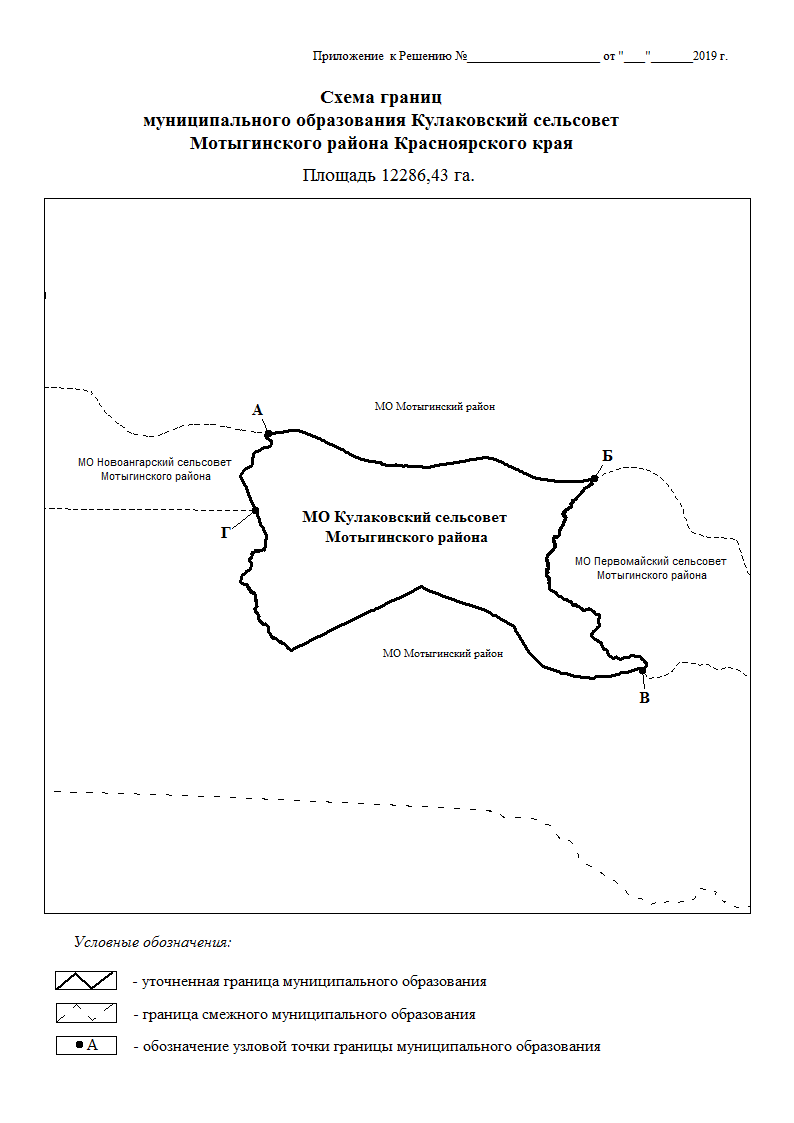 Приложение к Решению №_____________________ от "___"______2019 г.
Схема границ
муниципального образования Кулаковский сельсовет
Мотыгинского района Красноярского края
Площадь 12286,43 га.
А
МО Мотыгинский район
Б
МО Новоангарский сельсовет
Мотыгинского района
Г
МО Кулаковский сельсовет
Мотыгинского района
МО Первомайский сельсовет
Мотыгинского района
МО Мотыгинский район
В
Условные обозначения:
- уточненная граница муниципального образования
- граница смежного муниципального образования
А - обозначение узловой точки границы муниципального образования